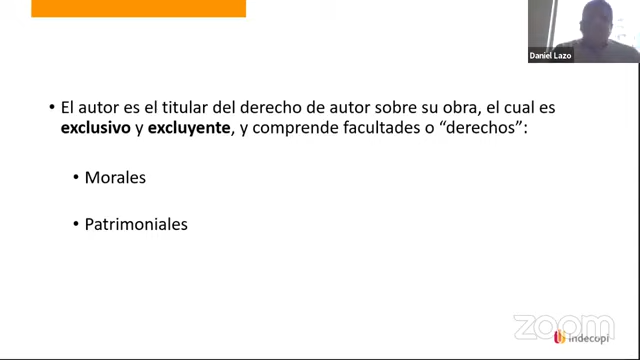 Daniel Lazo
• El autor es el titular del derecho de autor sobre su obra, el cual es
exclusivo y excluyente, y comprende facultades o “derechos”:
• Morales
• Patrimoniales
zoom
indecopi